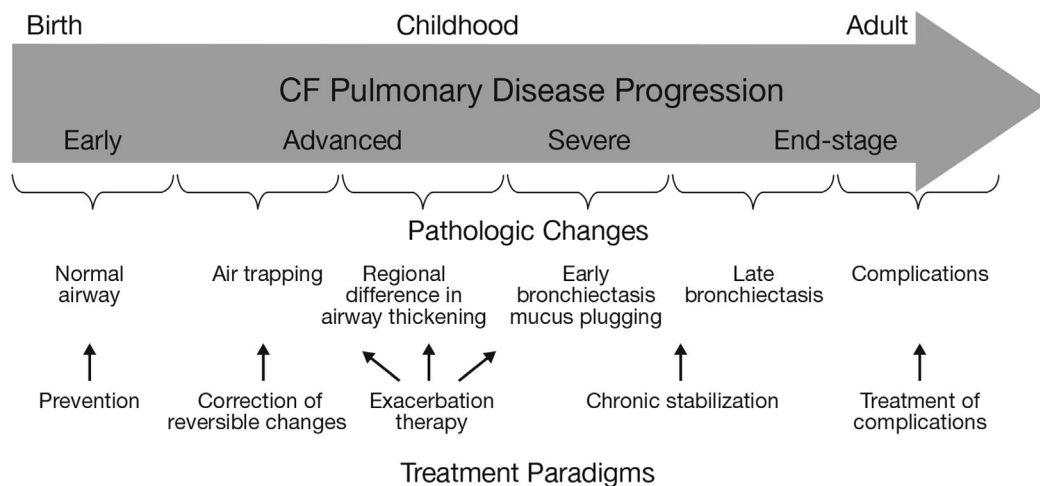 Birth Childhood Adult
CF Pulmonary Disease Progression
Early Advanced Severe End-stage
Pathologic Changes
Normal
airway
Air trapping
Regional
difference in
airway thickening
Early
bronchiectasis
mucus plugging
Late
bronchiectasis
Complications
Prevention
Correction of
reversible changes
Exacerbation
therapy
Chronic stabilization
Treatment of
complications
Treatment Paradigms